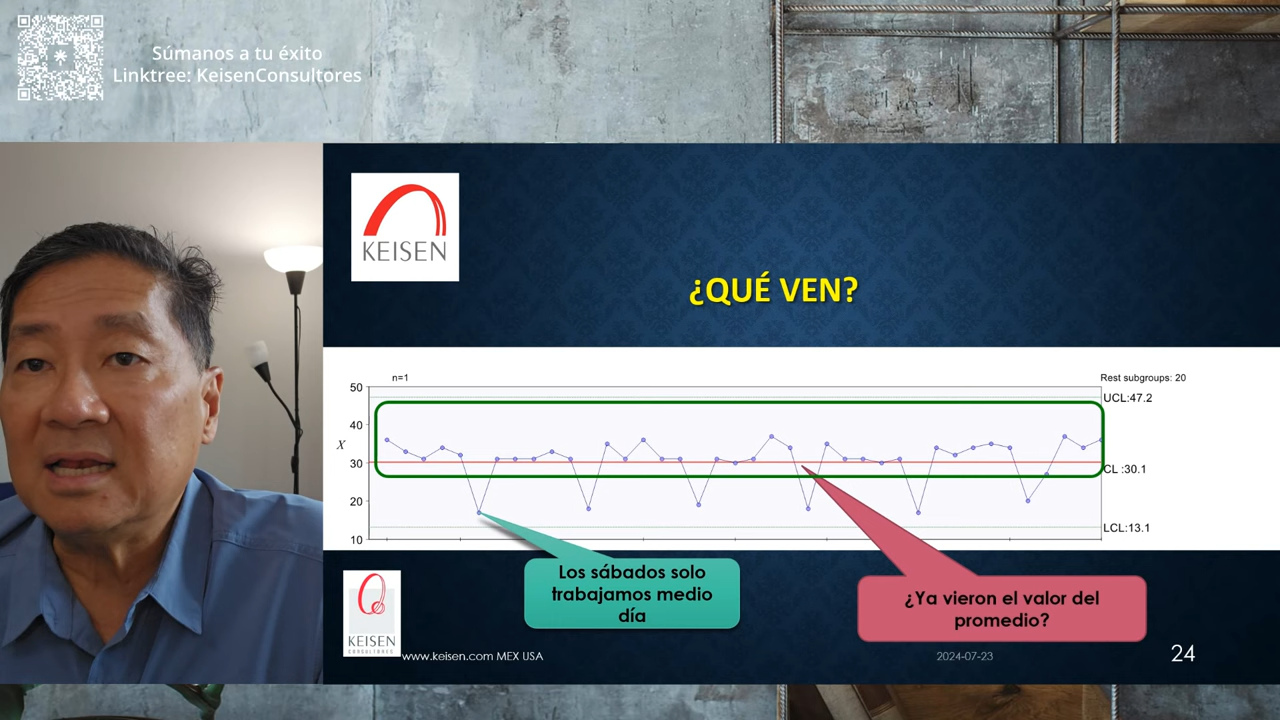 Súmanos a tu éxito
Linktree: KeisenConsultores
KEISEN
¿QUÉ VEN?
n=1
Rest subgroups: 20
50
40
30
20
10
X
UCL:47.2
CL :30.1
LCL:13.1
Los sábados solo
trabajamos medio
día
¿Ya vieron el valor del
promedio?
KEISEN
CONSULTORES
www.keisen.com MEX USA
2024-07-23
24